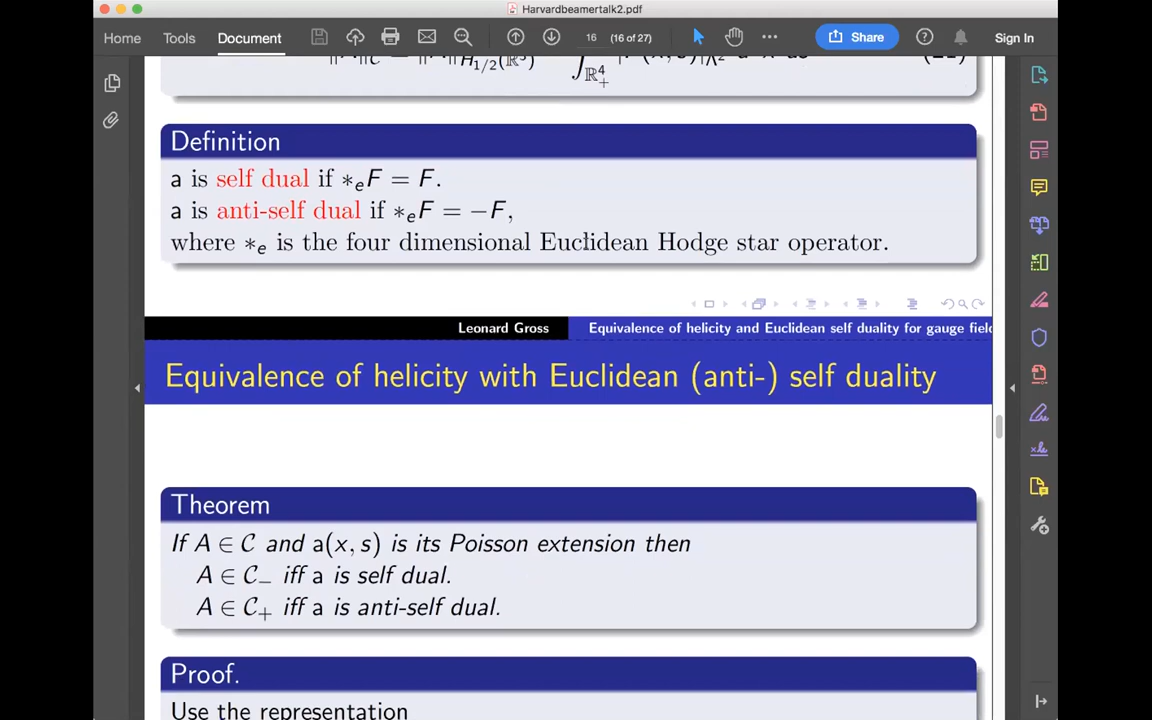 Harvardbeamertalk2.pdf
Home Tools Document 16 (16 of 27) Share Sign In
Definition
a is self dual if ∗ₑF = F.
a is anti-self dual if ∗ₑF = −F,
where ∗ₑ is the four dimensional Euclidean Hodge star operator.
Leonard Gross Equivalence of helicity and Euclidean self duality for gauge field
Equivalence of helicity with Euclidean (anti-) self duality
Theorem
If A ∈ 𝒞 and a(x, s) is its Poisson extension then
A ∈ 𝒞₋ iff a is self dual.
A ∈ 𝒞₊ iff a is anti-self dual.
Proof.
Use the representation